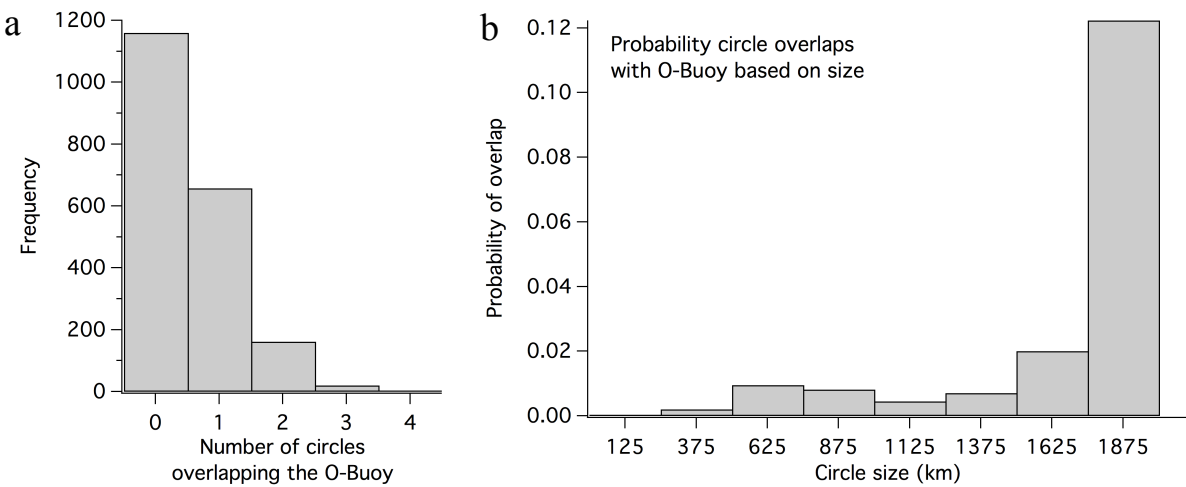 a
1200
1000
800
600
400
200
0
Frequency
0 1 2 3 4
Number of circles
overlapping the O-Buoy
b
0.12
0.10
0.08
0.06
0.04
0.02
0.00
Probability of overlap
Probability circle overlaps
with O-Buoy based on size
125 375 625 875 1125 1375 1625 1875
Circle size (km)